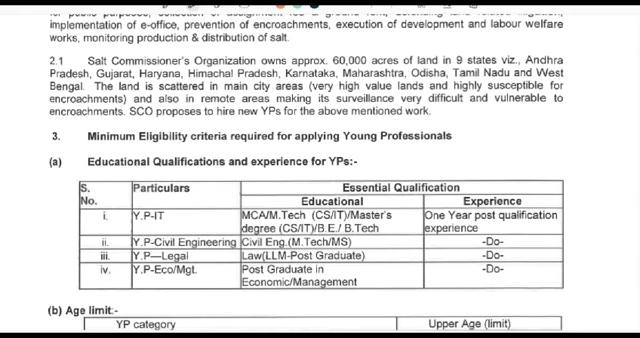 implementation of e-office, prevention of encroachments, execution of development and labour welfare
works, monitoring production & distribution of salt.
2.1 Salt Commissioner's Organization owns approx. 60,000 acres of land in 9 states viz., Andhra
Pradesh, Gujarat, Haryana, Himachal Pradesh, Karnataka, Maharashtra, Odisha, Tamil Nadu and West
Bengal. The land is scattered in main city areas (very high value lands and highly susceptible for
encroachments) and also in remote areas making its surveillance very difficult and vulnerable to
encroachments. SCO proposes to hire new YPs for the above mentioned work.
3. Minimum Eligibility criteria required for applying Young Professionals
(a) Educational Qualifications and experience for YPs:-
S. Particulars Essential Qualification
No. Educational Experience
i. Y.P-IT MCA/M.Tech (CS/IT)/Master's One Year post qualification
degree (CS/IT)/B.E./ B.Tech experience
ii. Y.P-Civil Engineering Civil Eng.(M.Tech/MS) -Do-
iii. Y.P—Legal Law(LLM-Post Graduate) -Do-
iv. Y.P-Eco/Mgt. Post Graduate in -Do-
Economic/Management
(b) Age limit:-
YP category Upper Age (limit)